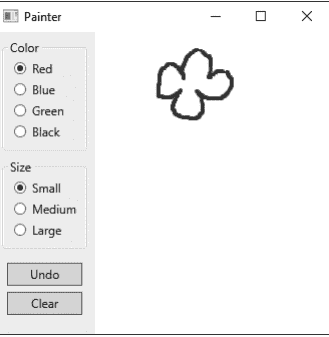 Painter
Color
Red
Blue
Green
Black
Size
Small
Medium
Large
Undo
Clear